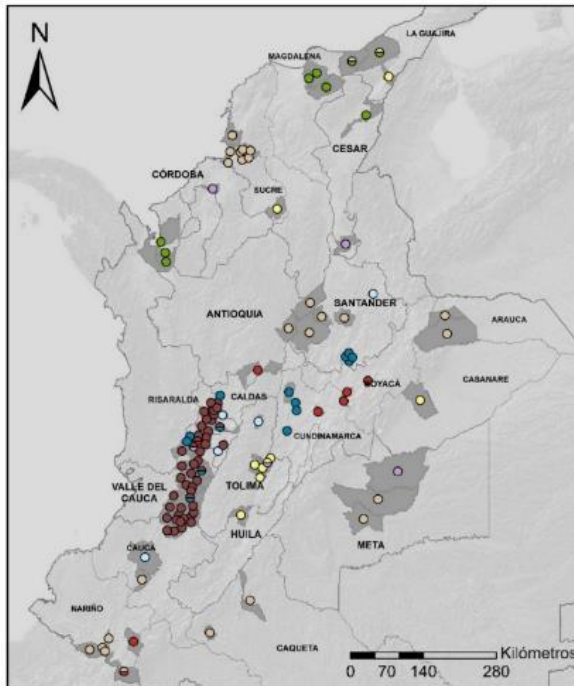 N
LA GUAJIRA
MAGDALENA
CESAR
CÓRDOBA
SUCRE
ANTIOQUIA
SANTANDER
ARAUCA
BOYACÁ
CASANARE
RISARALDA
CALDAS
CUNDINAMARCA
VALLE DEL
CAUCA
TOLIMA
HUILA
META
CAUCA
NARIÑO
CAQUETA
Kilómetros
0 70 140 280